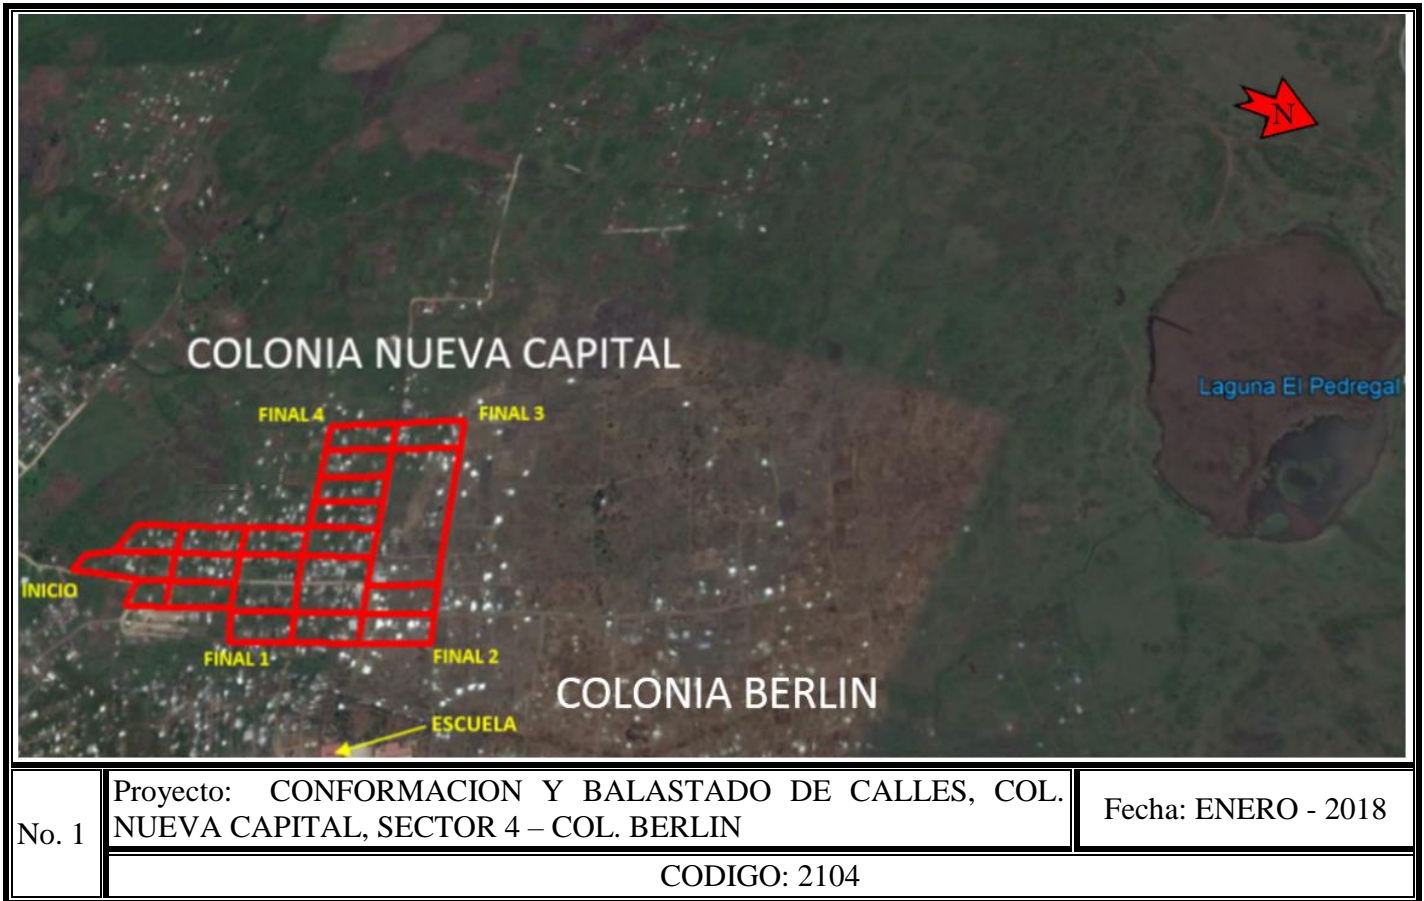 N
COLONIA NUEVA CAPITAL
Laguna El Pedregal
FINAL 4
FINAL 3
INICIO
FINAL 1
FINAL 2
COLONIA BERLIN
ESCUELA
No. 1
Proyecto: CONFORMACION Y BALASTADO DE CALLES, COL.
NUEVA CAPITAL, SECTOR 4 – COL. BERLIN
Fecha: ENERO - 2018
CODIGO: 2104